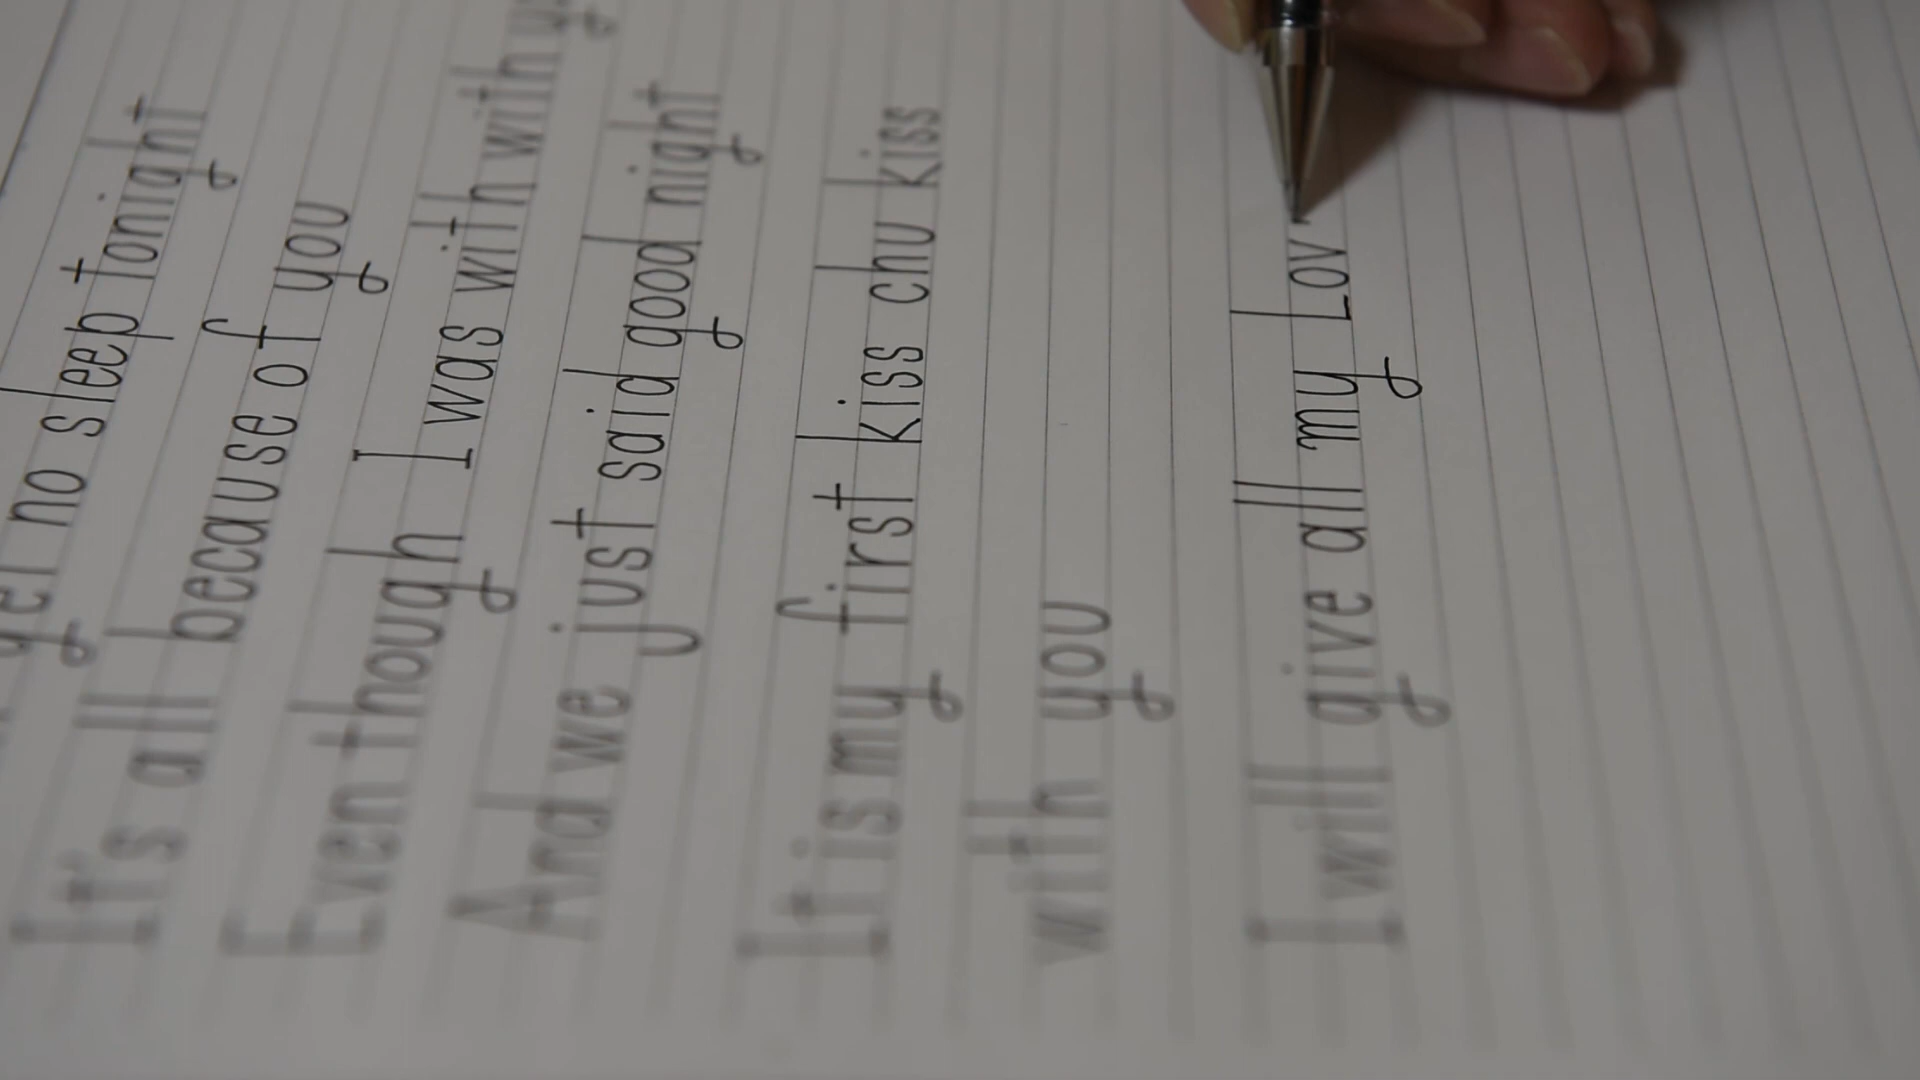 get no sleep tonight
It's all because of you
Even though I was with with
And we just said good night
It is my first kiss chu kiss
with you
I will give all my Lov